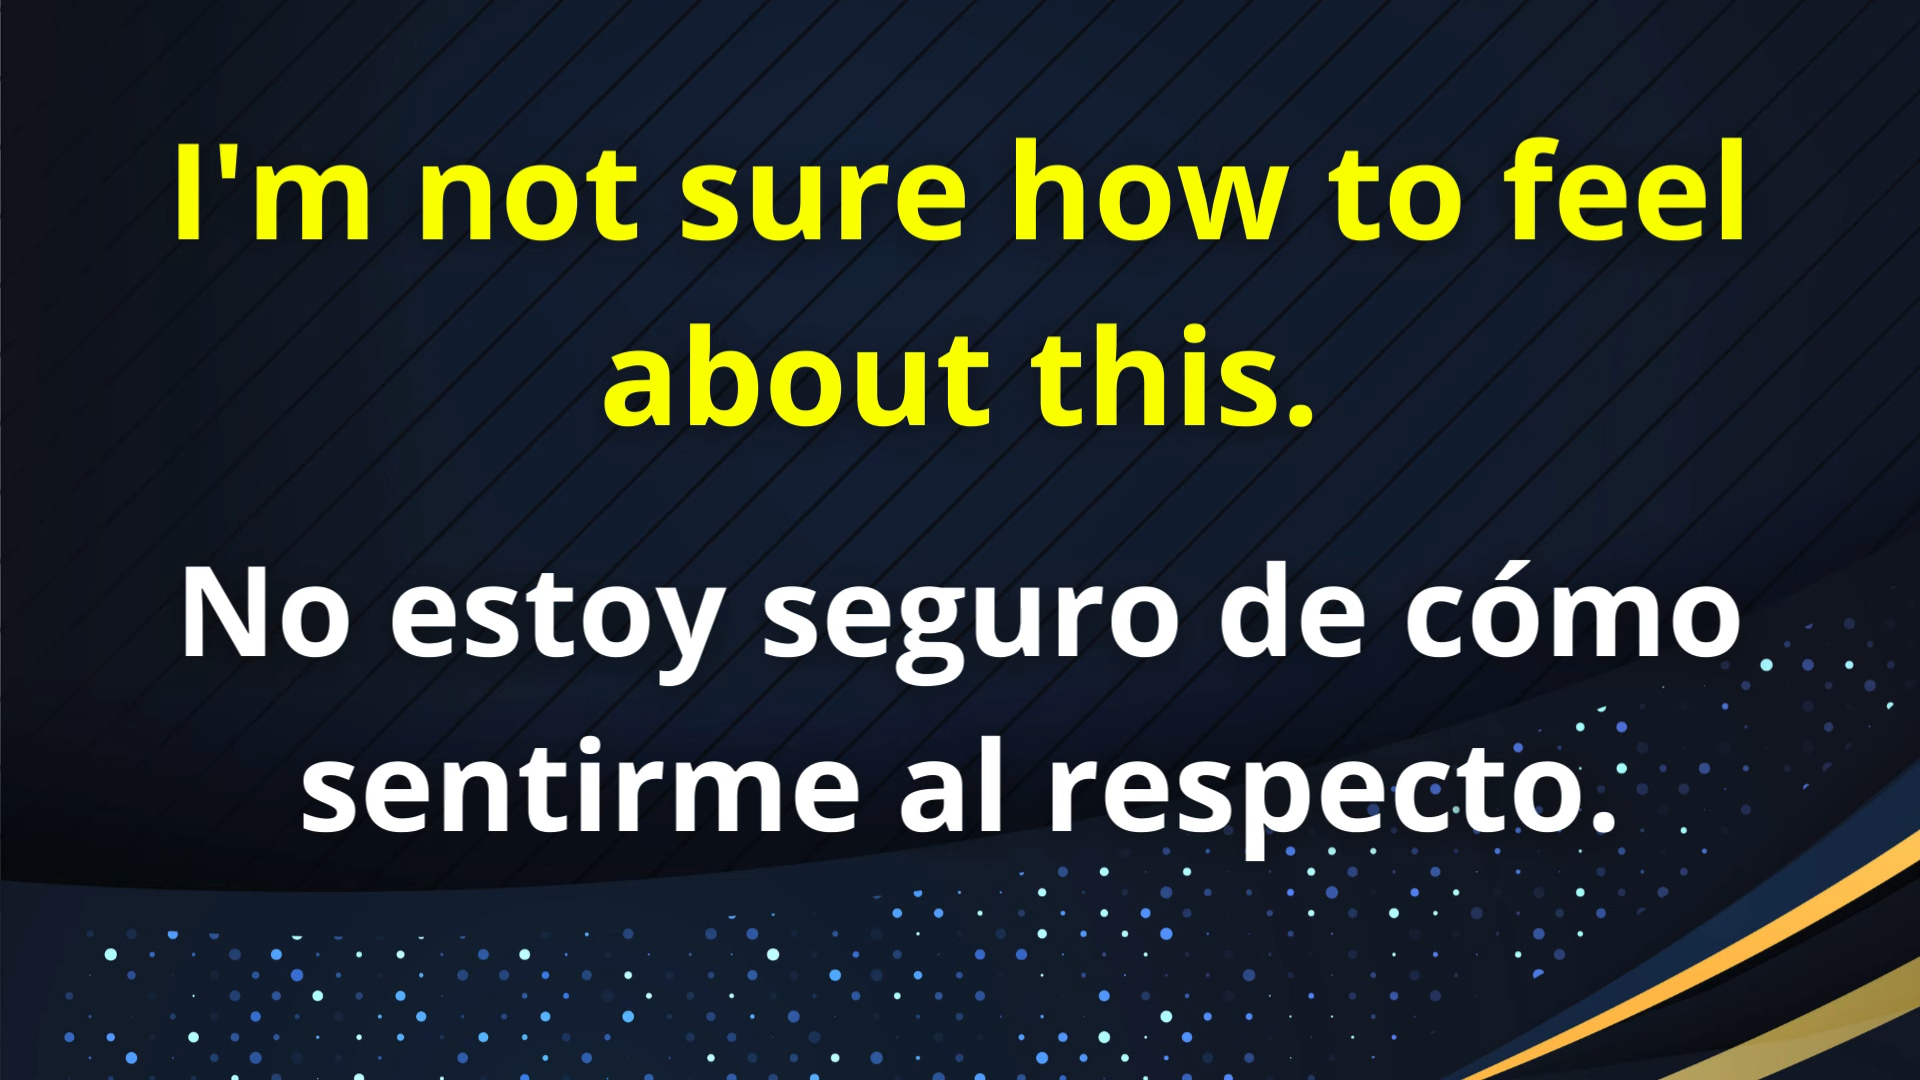 I'm not sure how to feel
about this.
No estoy seguro de cómo
sentirme al respecto.